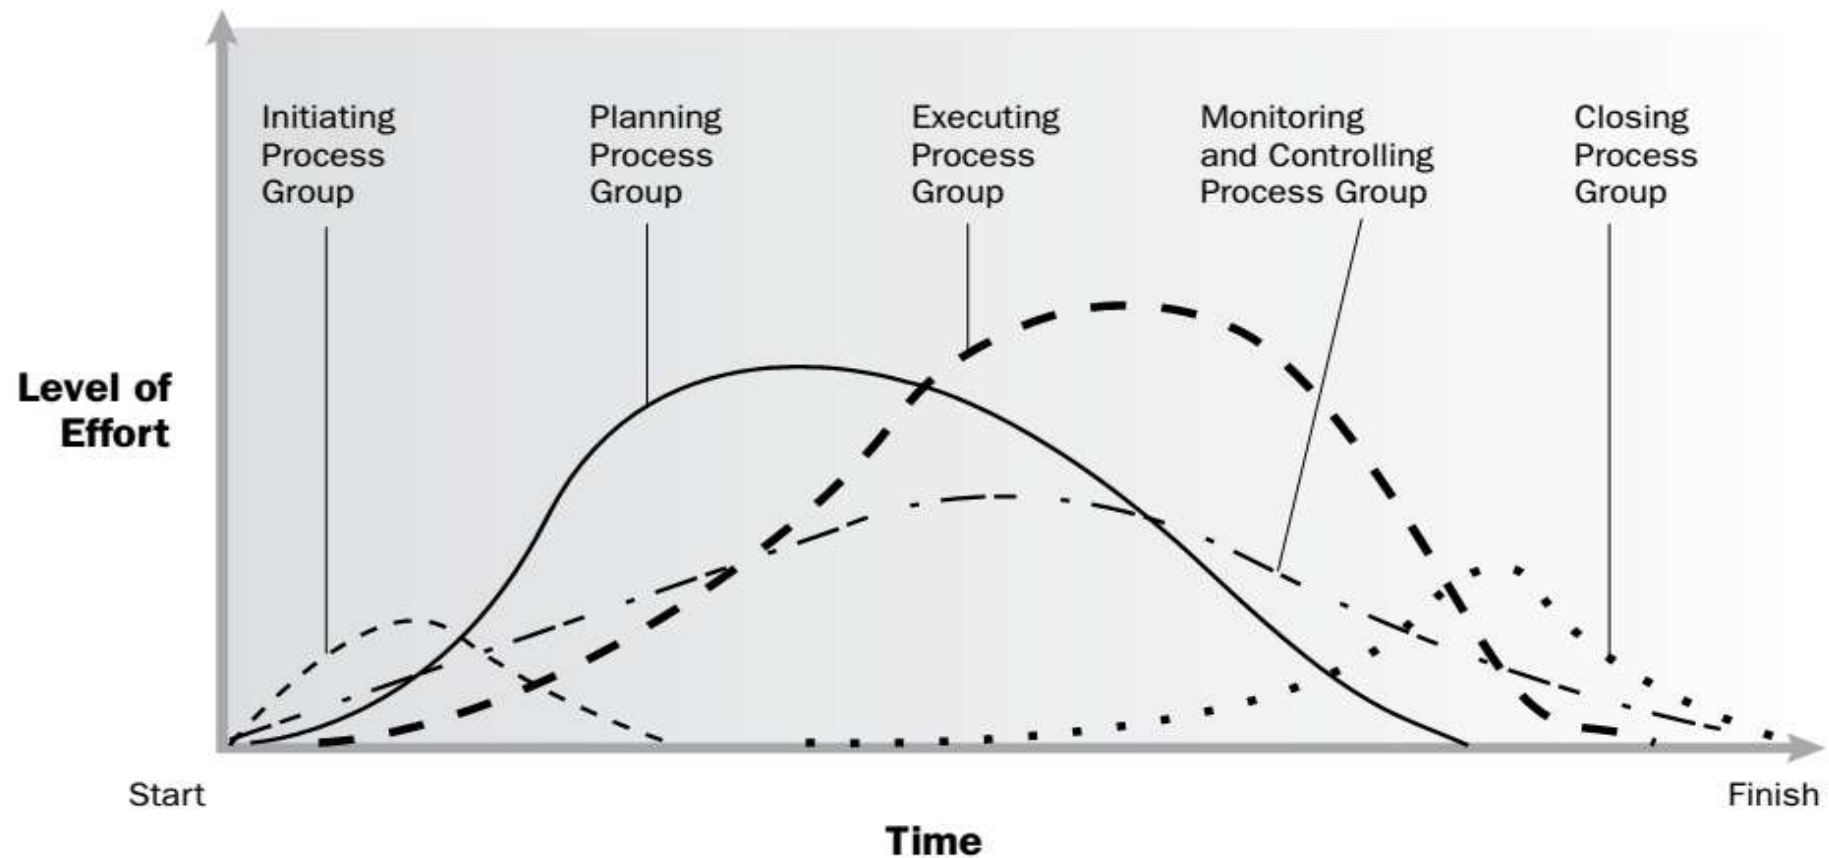 Initiating
Process
Group
Planning
Process
Group
Executing
Process
Group
Monitoring
and Controlling
Process Group
Closing
Process
Group
Level of
Effort
Start
Finish
Time